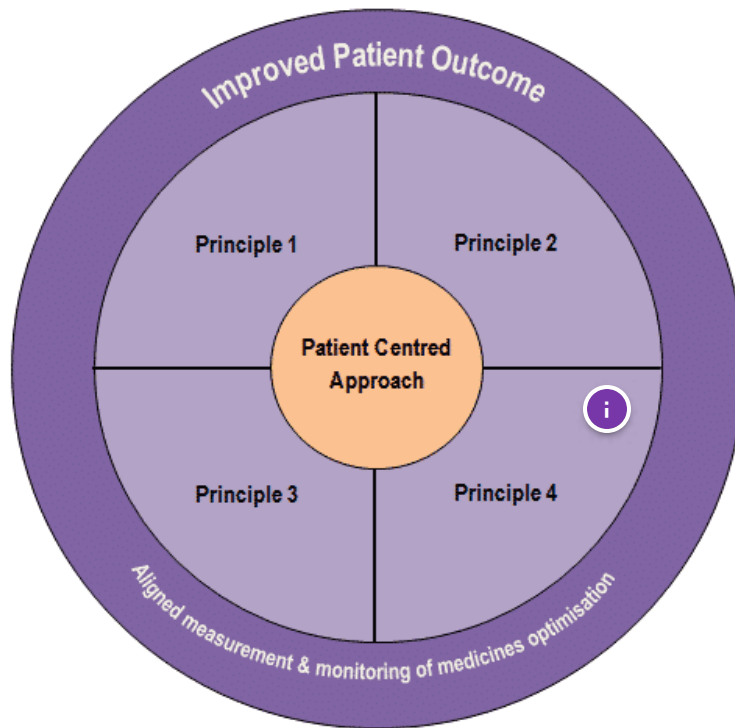 Improved Patient Outcome
Principle 1
Principle 2
Patient Centred
Approach
i
Principle 3
Principle 4
Aligned measurement & monitoring of medicines optimisation